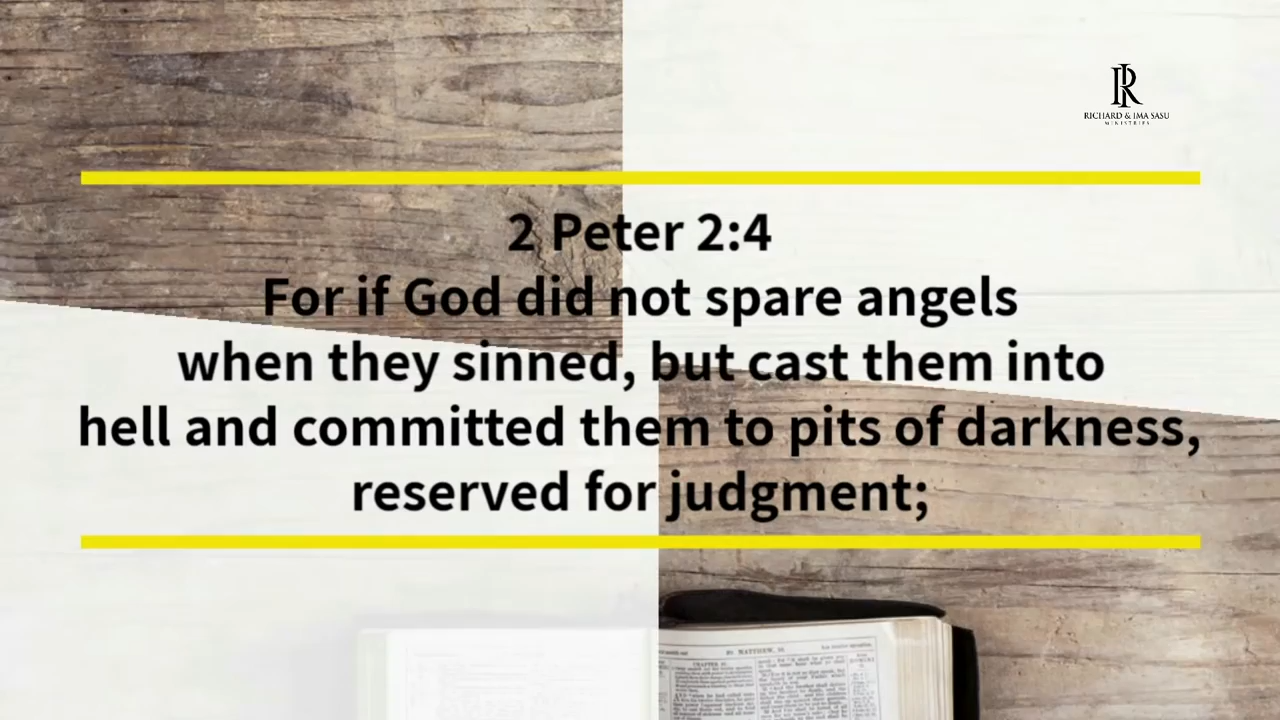 RICHARD & IMA SASU
MINISTRIES
2 Peter 2:4
For if God did not spare angels
when they sinned, but cast them into
hell and committed them to pits of darkness,
reserved for judgment;